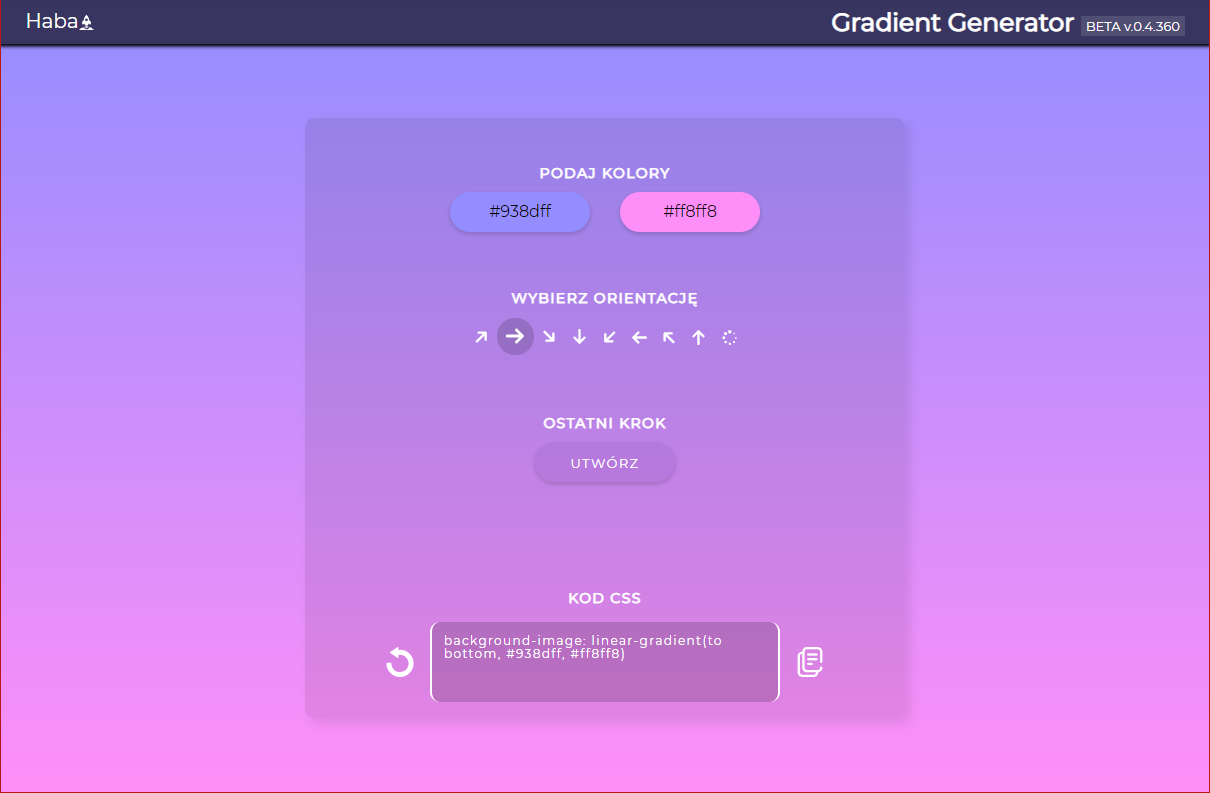 Haba
Gradient Generator BETA v.0.4.360
PODAJ KOLORY
#938dff #ff8ff8
WYBIERZ ORIENTACJĘ
OSTATNI KROK
UTWÓRZ
KOD CSS
background-image: linear-gradient(to
bottom, #938dff, #ff8ff8)